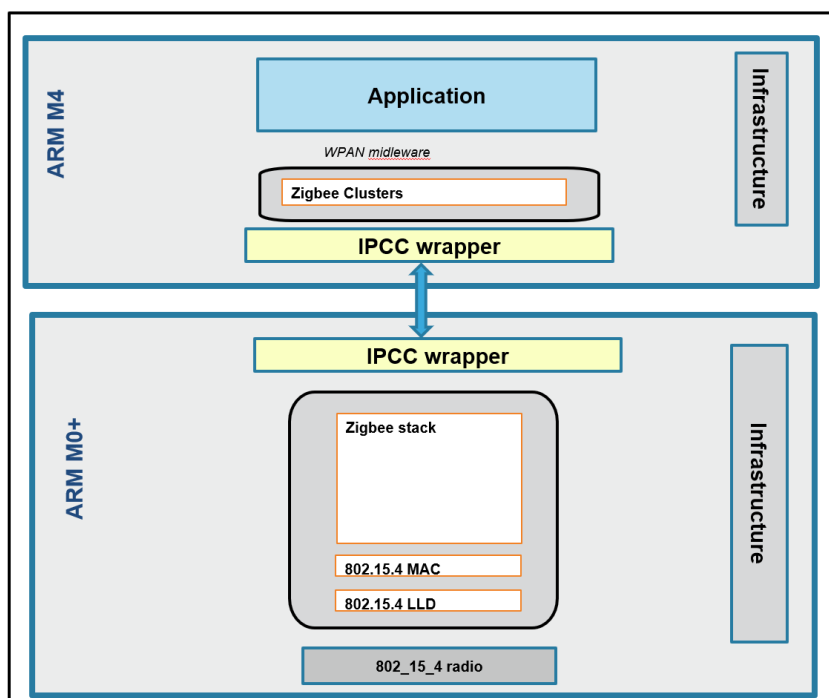 ARM M4
Application
Infrastructure
WPAN midleware
Zigbee Clusters
IPCC wrapper
ARM M0+
IPCC wrapper
Infrastructure
Zigbee stack
802.15.4 MAC
802.15.4 LLD
802_15_4 radio